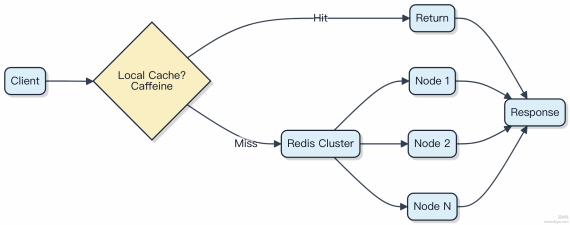 Client
Local Cache?
Caffeine
Hit
Miss
Return
Redis Cluster
Node 1
Node 2
Node N
Response